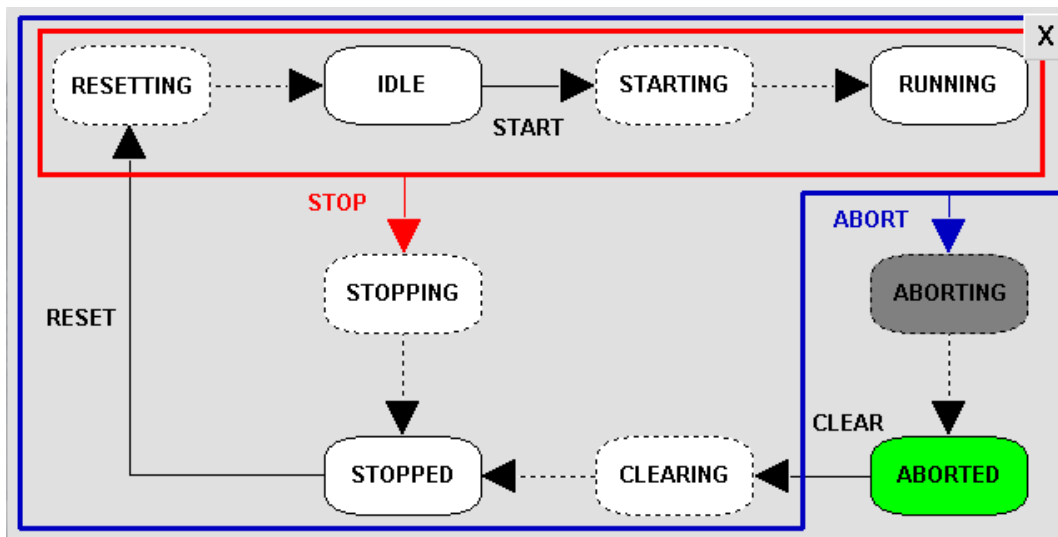 X
RESETTING
IDLE
STARTING
RUNNING
START
STOP
ABORT
STOPPING
ABORTING
RESET
CLEAR
STOPPED
CLEARING
ABORTED